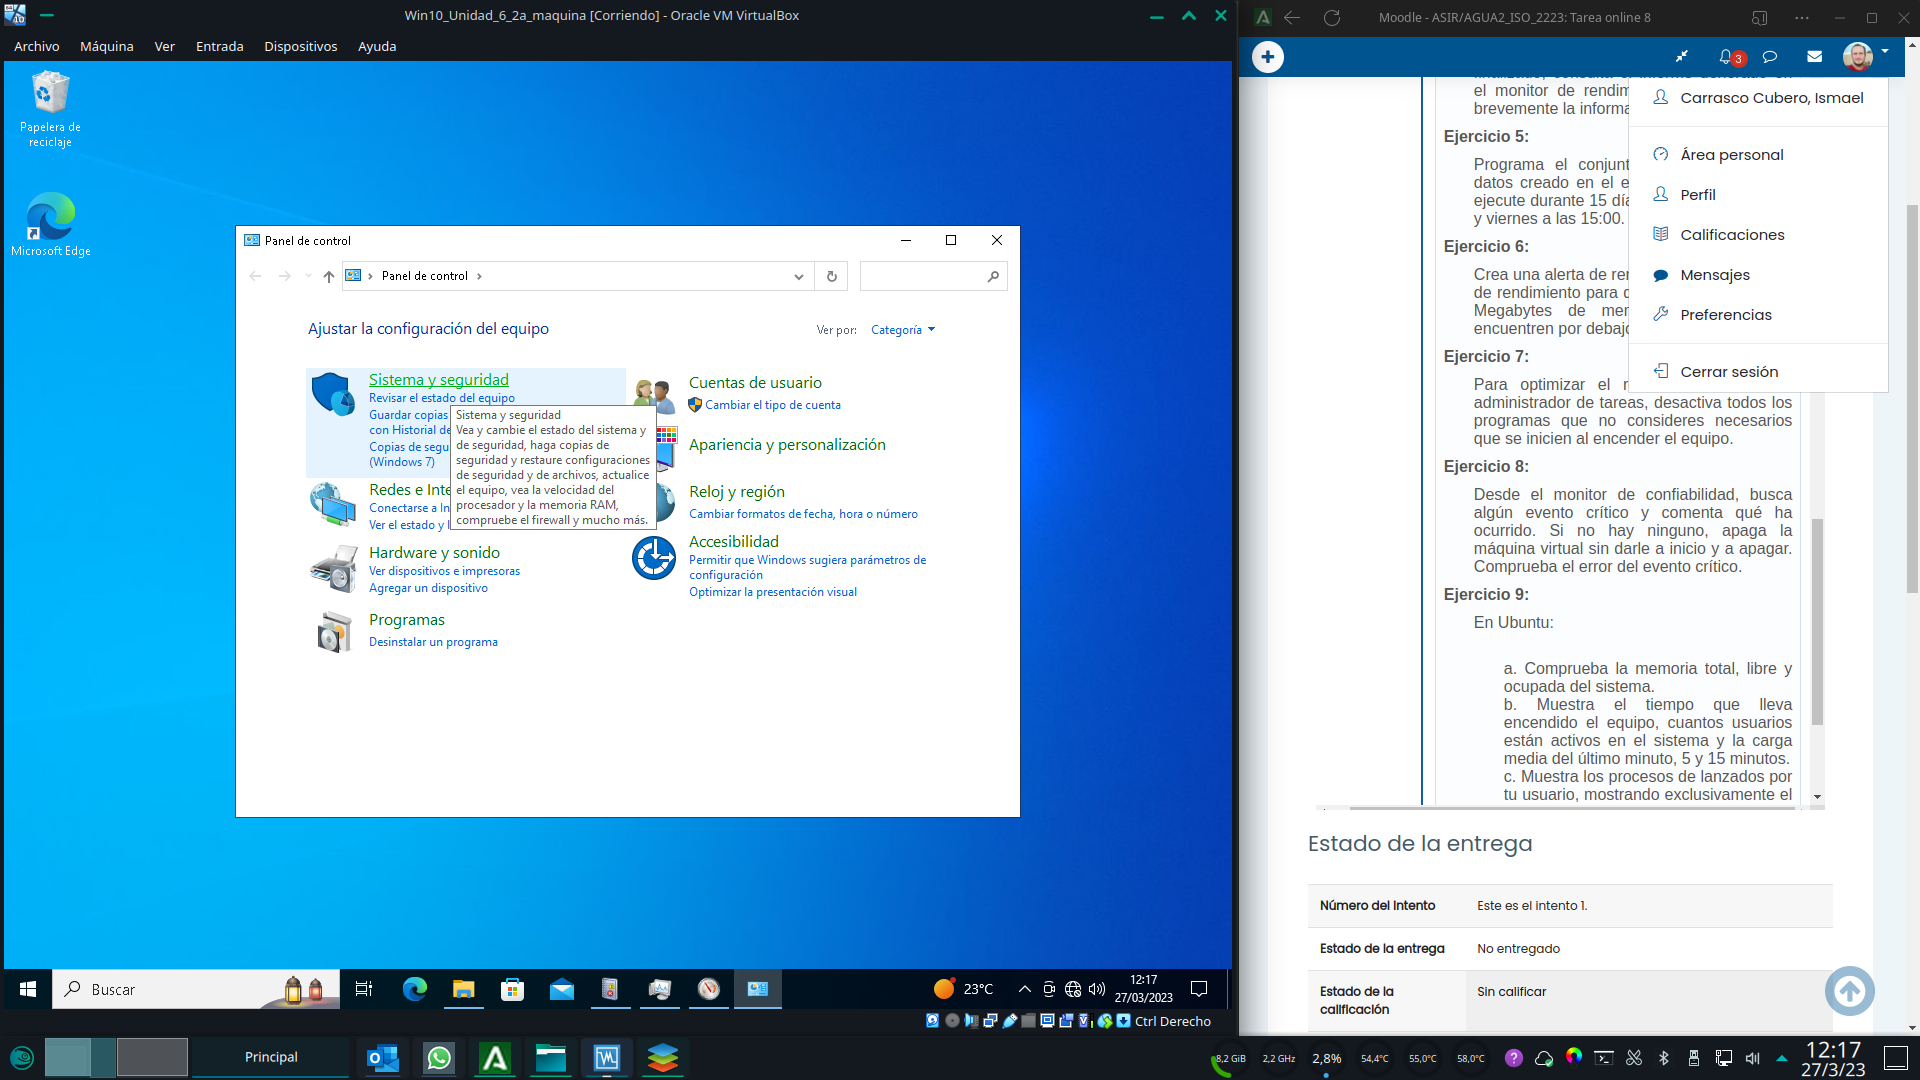 Win10_Unidad_6_2a_maquina [Corriendo] - Oracle VM VirtualBox
Archivo Máquina Ver Entrada Dispositivos Ayuda
Papelera de
reciclaje
Microsoft Edge
Panel de control
Panel de control
Ajustar la configuración del equipo
Ver por: Categoría
Sistema y seguridad
Revisar el estado del equipo
Guardar copias
con Historial de
Copias de segu
(Windows 7)
Sistema y seguridad
Vea y cambie el estado del sistema y
de seguridad, haga copias de
seguridad y restaure configuraciones
de seguridad y de archivos, actualice
el equipo, vea la velocidad del
procesador y la memoria RAM,
compruebe el firewall y mucho más.
Redes e Inte
Conectarse a In
Ver el estado y l
Hardware y sonido
Ver dispositivos e impresoras
Agregar un dispositivo
Programas
Desinstalar un programa
Cuentas de usuario
Cambiar el tipo de cuenta
Apariencia y personalización
Reloj y región
Cambiar formatos de fecha, hora o número
Accesibilidad
Permitir que Windows sugiera parámetros de
configuración
Optimizar la presentación visual
Buscar
23°C
12:17
27/03/2023
Ctrl Derecho
Moodle - ASIR/AGUA2_ISO_2223: Tarea online 8
3
el monitor de rendim
brevemente la informa
Ejercicio 5:
Programa el conjunt
datos creado en el e
ejecute durante 15 día
y viernes a las 15:00.
Ejercicio 6:
Crea una alerta de ren
de rendimiento para d
Megabytes de mem
encuentren por debajo
Ejercicio 7:
Para optimizar el r
administrador de tareas, desactiva todos los
programas que no consideres necesarios
que se inicien al encender el equipo.
Ejercicio 8:
Desde el monitor de confiabilidad, busca
algún evento crítico y comenta qué ha
ocurrido. Si no hay ninguno, apaga la
máquina virtual sin darle a inicio y a apagar.
Comprueba el error del evento crítico.
Ejercicio 9:
En Ubuntu:
a. Comprueba la memoria total, libre y
ocupada del sistema.
b. Muestra el tiempo que lleva
encendido el equipo, cuantos usuarios
están activos en el sistema y la carga
media del último minuto, 5 y 15 minutos.
c. Muestra los procesos de lanzados por
tu usuario, mostrando exclusivamente el
Carrasco Cubero, Ismael
Área personal
Perfil
Calificaciones
Mensajes
Preferencias
Cerrar sesión
Estado de la entrega
Número del Intento Este es el intento 1.
Estado de la entrega No entregado
Estado de la
calificación
Sin calificar
Principal
8,2 GiB
2,2 GHz
2,8%
54,4°C
55,0°C
58,0°C
12:17
27/3/23